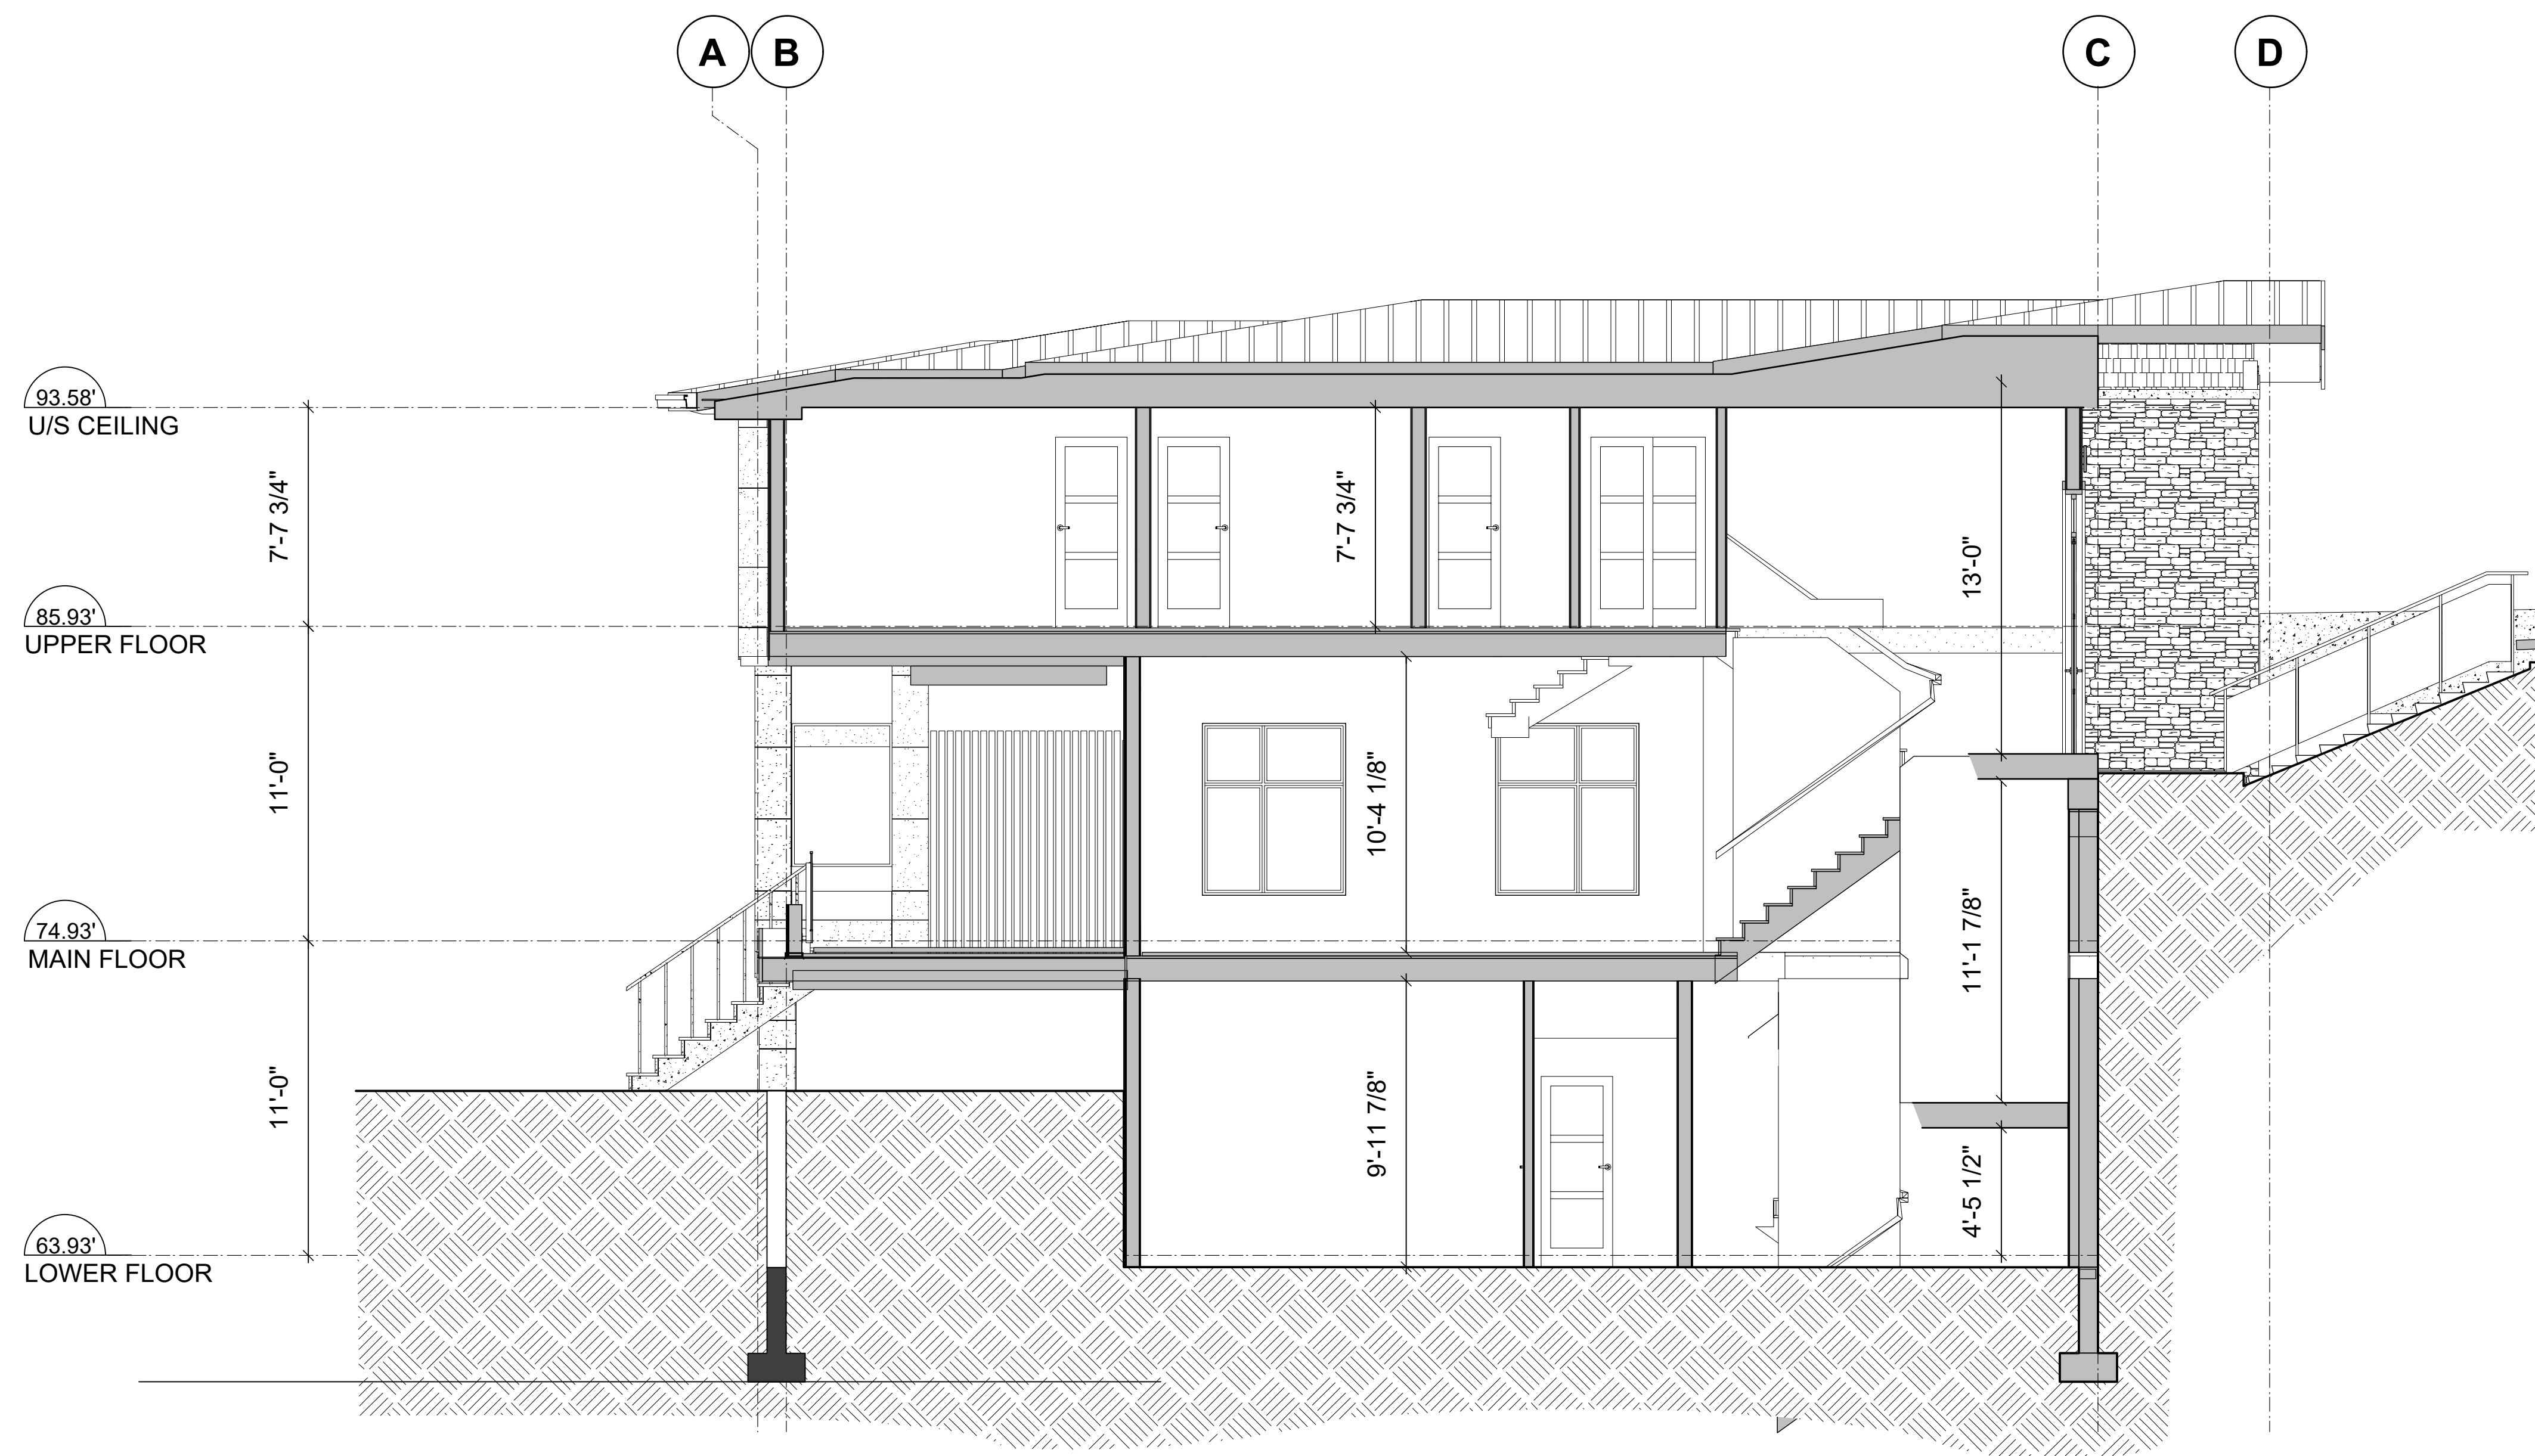 A
B
C
D
93.58'
U/S CEILING
7'-7 3/4"
7'-7 3/4"
13'-0"
85.93'
UPPER FLOOR
11'-0"
10'-4 1/8"
11'-1 7/8"
74.93'
MAIN FLOOR
11'-0"
9'-11 7/8"
4'-5 1/2"
63.93'
LOWER FLOOR